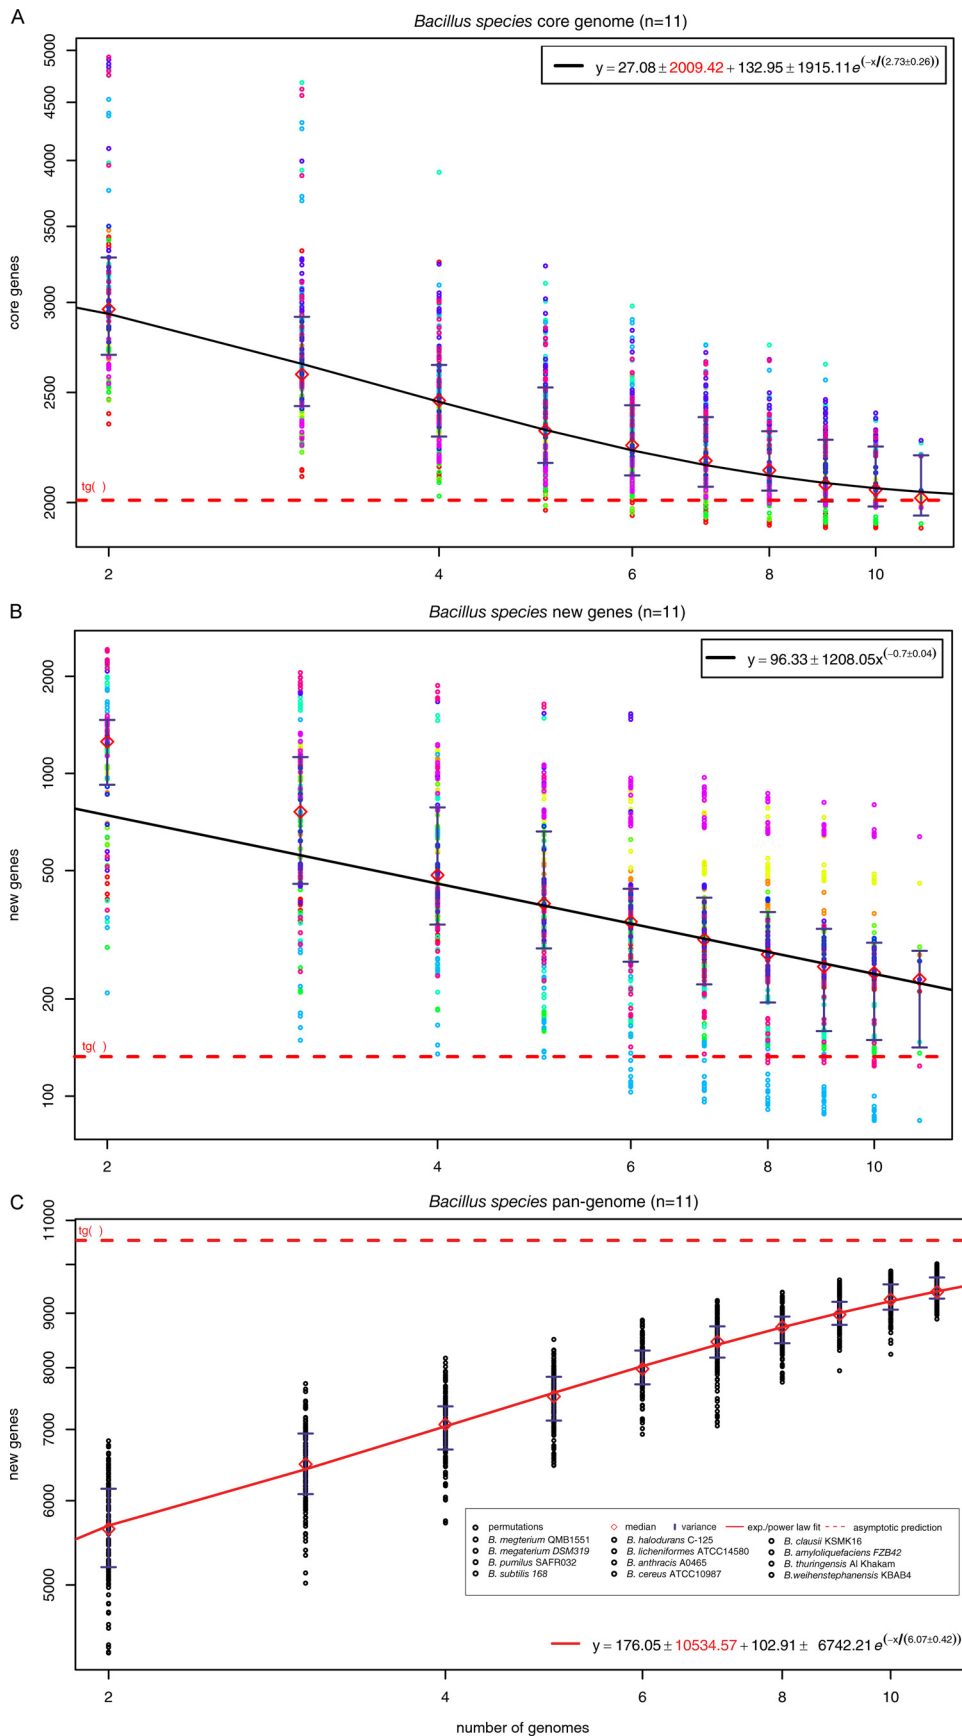 A
Bacillus species core genome (n=11)
y = 27.08 ± 2009.42 + 132.95 ± 1915.11e^(−x/(2.73±0.26))
5000
4500
4000
3500
3000
2500
2000
core genes
tg( )
2 4 6 8 10
B
Bacillus species new genes (n=11)
y = 96.33 ± 1208.05x^(−0.7±0.04)
2000
1000
500
200
100
new genes
tg( )
2 4 6 8 10
C
Bacillus species pan-genome (n=11)
11000
9000
8000
7000
6000
5000
new genes
tg( )
permutations median variance exp./power law fit asymptotic prediction
B. megterium QMB1551 B. halodurans C-125 B. clausii KSMK16
B. megaterium DSM319 B. licheniformes ATCC14580 B. amyloliquefaciens FZB42
B. pumilus SAFR032 B. anthracis A0465 B. thuringensis Al Khakam
B. subtilis 168 B. cereus ATCC10987 B.weihenstephanensis KBAB4
y = 176.05 ± 10534.57 + 102.91 ± 6742.21 e^(−x/(6.07±0.42))
2 4 6 8 10
number of genomes